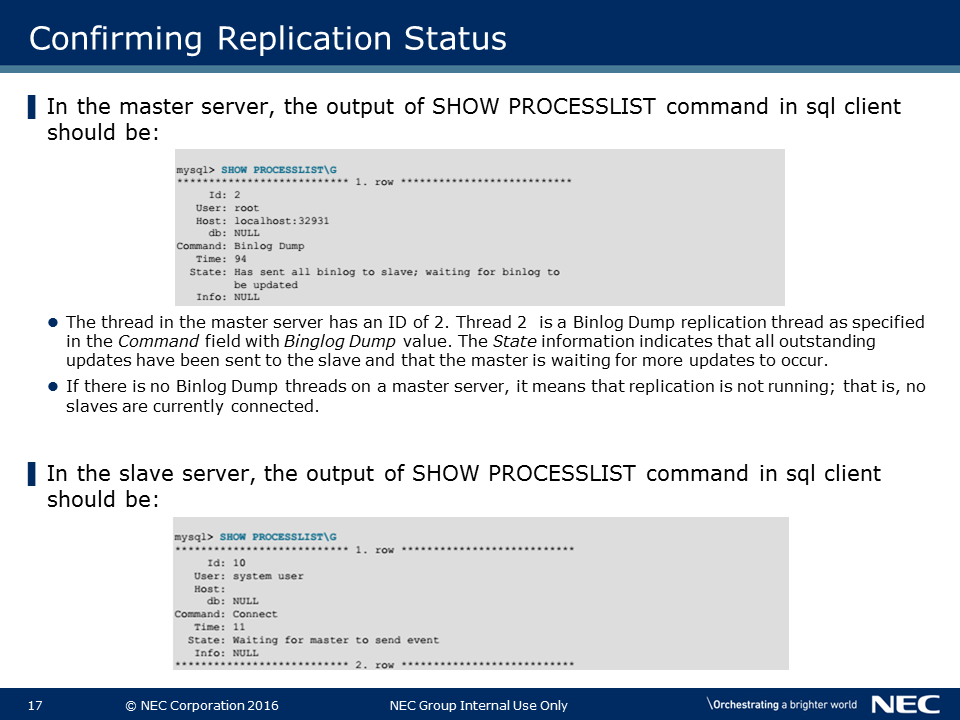 Confirming Replication Status
In the master server, the output of SHOW PROCESSLIST command in sql client
should be:
mysql> SHOW PROCESSLIST\G
*************************** 1. row ***************************
Id: 2
User: root
Host: localhost:32931
db: NULL
Command: Binlog Dump
Time: 94
State: Has sent all binlog to slave; waiting for binlog to
be updated
Info: NULL
The thread in the master server has an ID of 2. Thread 2 is a Binlog Dump replication thread as specified
in the Command field with Binglog Dump value. The State information indicates that all outstanding
updates have been sent to the slave and that the master is waiting for more updates to occur.
If there is no Binlog Dump threads on a master server, it means that replication is not running; that is, no
slaves are currently connected.
In the slave server, the output of SHOW PROCESSLIST command in sql client
should be:
mysql> SHOW PROCESSLIST\G
*************************** 1. row ***************************
Id: 10
User: system user
Host:
db: NULL
Command: Connect
Time: 11
State: Waiting for master to send event
Info: NULL
*************************** 2. row ***************************
17 © NEC Corporation 2016 NEC Group Internal Use Only \Orchestrating a brighter world NEC